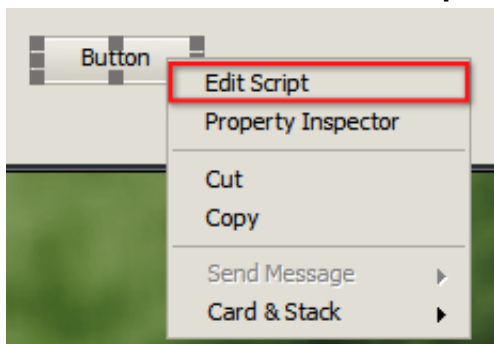 Button
Edit Script
Property Inspector
Cut
Copy
Send Message
Card & Stack